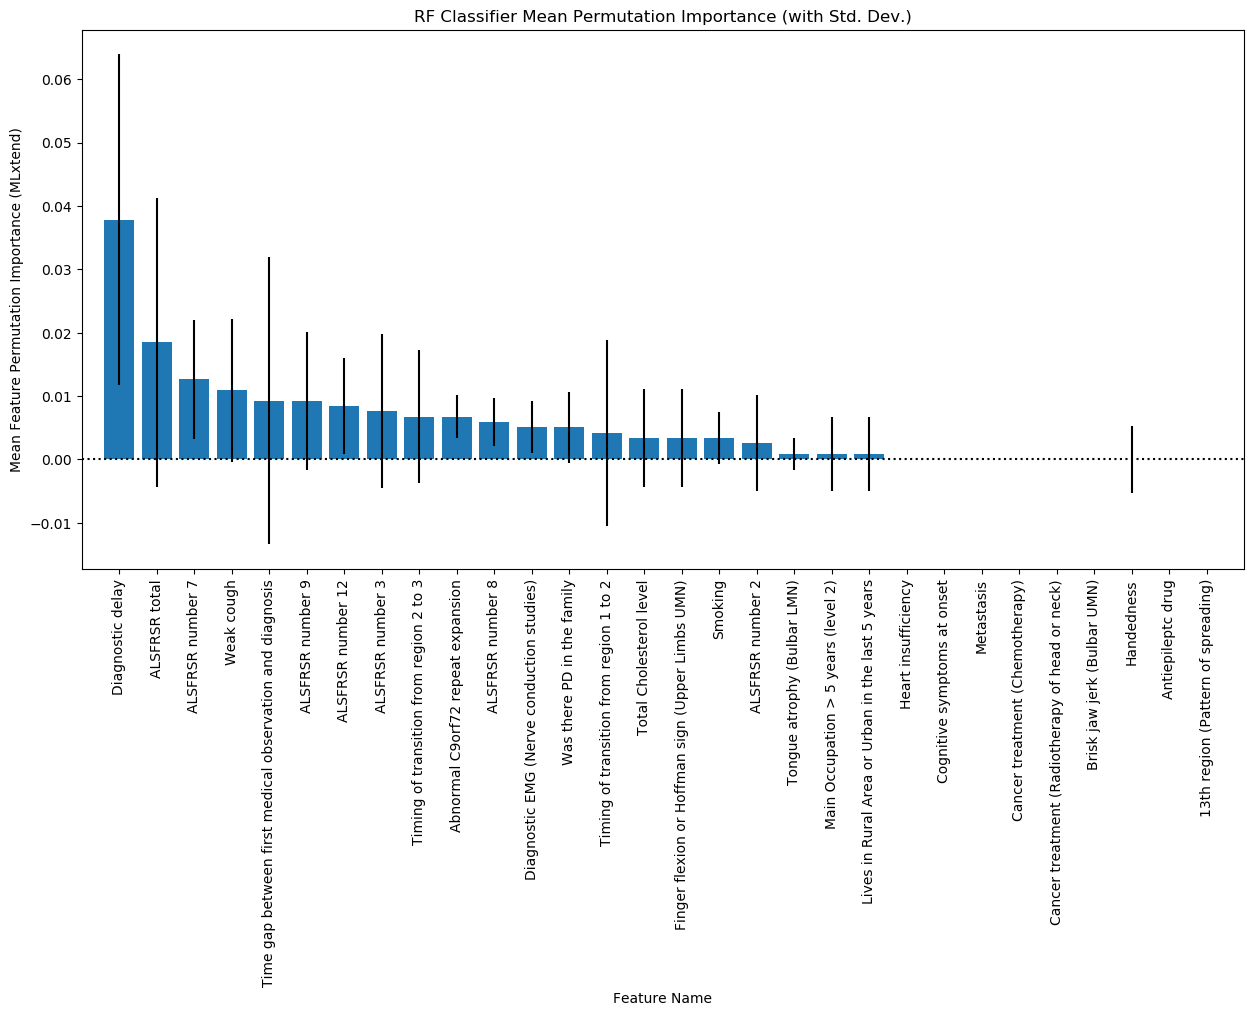 RF Classifier Mean Permutation Importance (with Std. Dev.)
Mean Feature Permutation Importance (MLxtend)
0.06
0.05
0.04
0.03
0.02
0.01
0.00
−0.01
Diagnostic delay
ALSFRSR total
ALSFRSR number 7
Weak cough
Time gap between first medical observation and diagnosis
ALSFRSR number 9
ALSFRSR number 12
ALSFRSR number 3
Timing of transition from region 2 to 3
Abnormal C9orf72 repeat expansion
ALSFRSR number 8
Diagnostic EMG (Nerve conduction studies)
Was there PD in the family
Timing of transition from region 1 to 2
Total Cholesterol level
Finger flexion or Hoffman sign (Upper Limbs UMN)
Smoking
ALSFRSR number 2
Tongue atrophy (Bulbar LMN)
Main Occupation > 5 years (level 2)
Lives in Rural Area or Urban in the last 5 years
Heart insufficiency
Cognitive symptoms at onset
Metastasis
Cancer treatment (Chemotherapy)
Cancer treatment (Radiotherapy of head or neck)
Brisk jaw jerk (Bulbar UMN)
Handedness
Antiepileptc drug
13th region (Pattern of spreading)
Feature Name